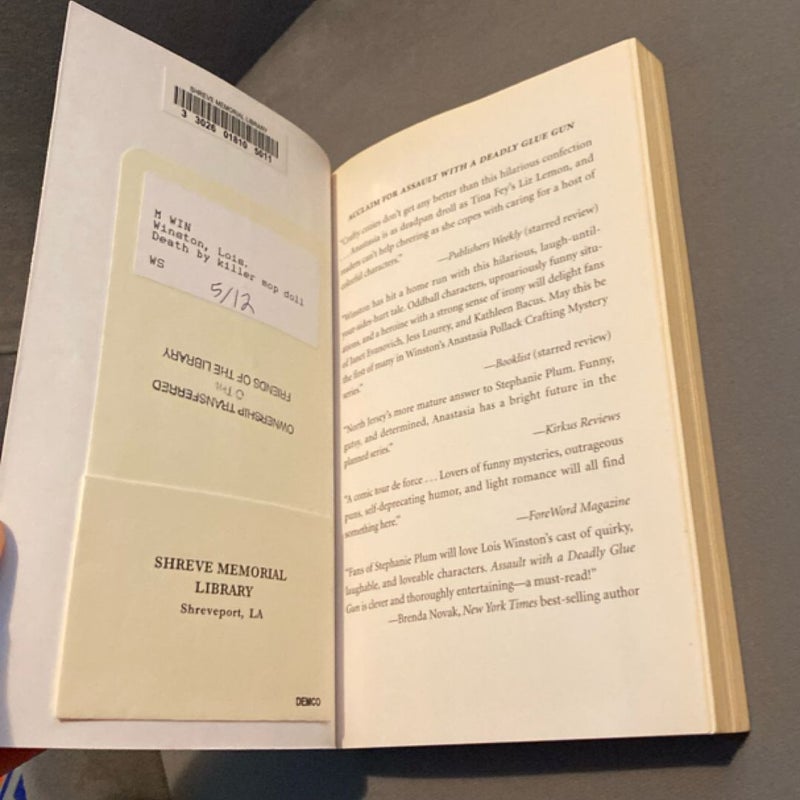 SHREVE MEMORIAL LIBRARY
3 3026 01810 5011
M WIN
Winston, Lois.
Death by killer mop doll
WS
5/12
OWNERSHIP TRANSFERRED
FRIENDS OF THE LIBRARY
SHREVE MEMORIAL
LIBRARY
Shreveport, LA
DEMCO
ACCLAIM FOR ASSAULT WITH A DEADLY GLUE GUN
"Crafty cozies don't get any better than this hilarious confection
... Anastasia is as deadpan droll as Tina Fey's Liz Lemon, and
readers can't help cheering as she copes with caring for a host of
colorful characters."
—Publishers Weekly (starred review)
"Winston has hit a home run with this hilarious, laugh-until-
your-sides-hurt tale. Oddball characters, uproariously funny situ-
ations, and a heroine with a strong sense of irony will delight fans
of Janet Evanovich, Jess Lourey, and Kathleen Bacus. May this be
the first of many in Winston's Anastasia Pollack Crafting Mystery
series."
—Booklist (starred review)
"North Jersey's more mature answer to Stephanie Plum. Funny,
gutsy, and determined, Anastasia has a bright future in the
planned series."
—Kirkus Reviews
"A comic tour de force ... Lovers of funny mysteries, outrageous
puns, self-deprecating humor, and light romance will all find
something here."
—ForeWord Magazine
"Fans of Stephanie Plum will love Lois Winston's cast of quirky,
laughable, and loveable characters. Assault with a Deadly Glue
Gun is clever and thoroughly entertaining—a must-read!"
—Brenda Novak, New York Times best-selling author